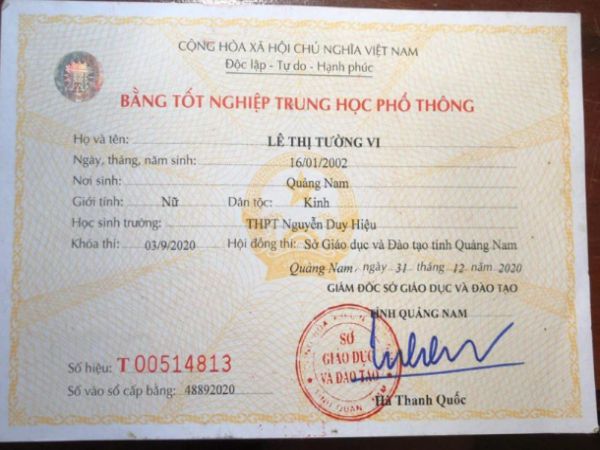 CỘNG HÒA XÃ HỘI CHỦ NGHĨA VIỆT NAM
Độc lập - Tự do - Hạnh phúc
BẰNG TỐT NGHIỆP TRUNG HỌC PHỔ THÔNG
Họ và tên: LÊ THỊ TƯỜNG VI
Ngày, tháng, năm sinh: 16/01/2002
Nơi sinh: Quảng Nam
Giới tính: Nữ Dân tộc: Kinh
Học sinh trường: THPT Nguyễn Duy Hiệu
Khóa thi: 03/9/2020 Hội đồng thi: Sở Giáo dục và Đào tạo tỉnh Quảng Nam
Quảng Nam, ngày 31 tháng 12 năm 2020
GIÁM ĐỐC SỞ GIÁO DỤC VÀ ĐÀO TẠO
TỈNH QUẢNG NAM
SỞ
GIÁO DỤC
VÀ ĐÀO TẠO
Số hiệu: T 00514813
Số vào sổ cấp bằng: 48892020
Hà Thanh Quốc